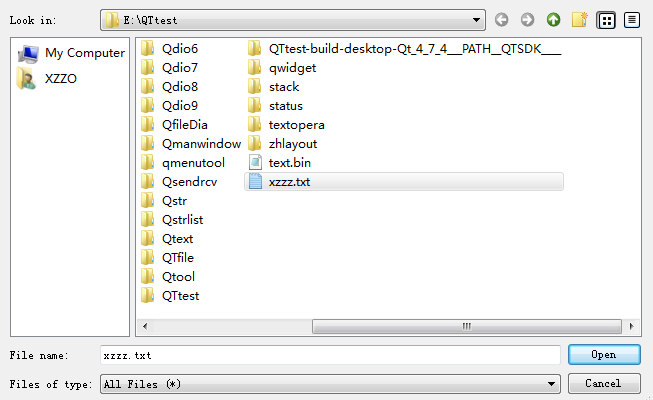 Look in:
E:\QTtest
My Computer
XZZO
Qdio6
Qdio7
Qdio8
Qdio9
QfileDia
Qmanwindow
qmenutool
Qsendrcv
Qstr
Qstrlist
Qtext
QTfile
Qtool
QTtest
QTtest-build-desktop-Qt_4_7_4__PATH__QTSDK____
qwidget
stack
status
textopera
zhlayout
text.bin
xzzz.txt
File name:
xzzz.txt
Open
Files of type:
All Files (*)
Cancel